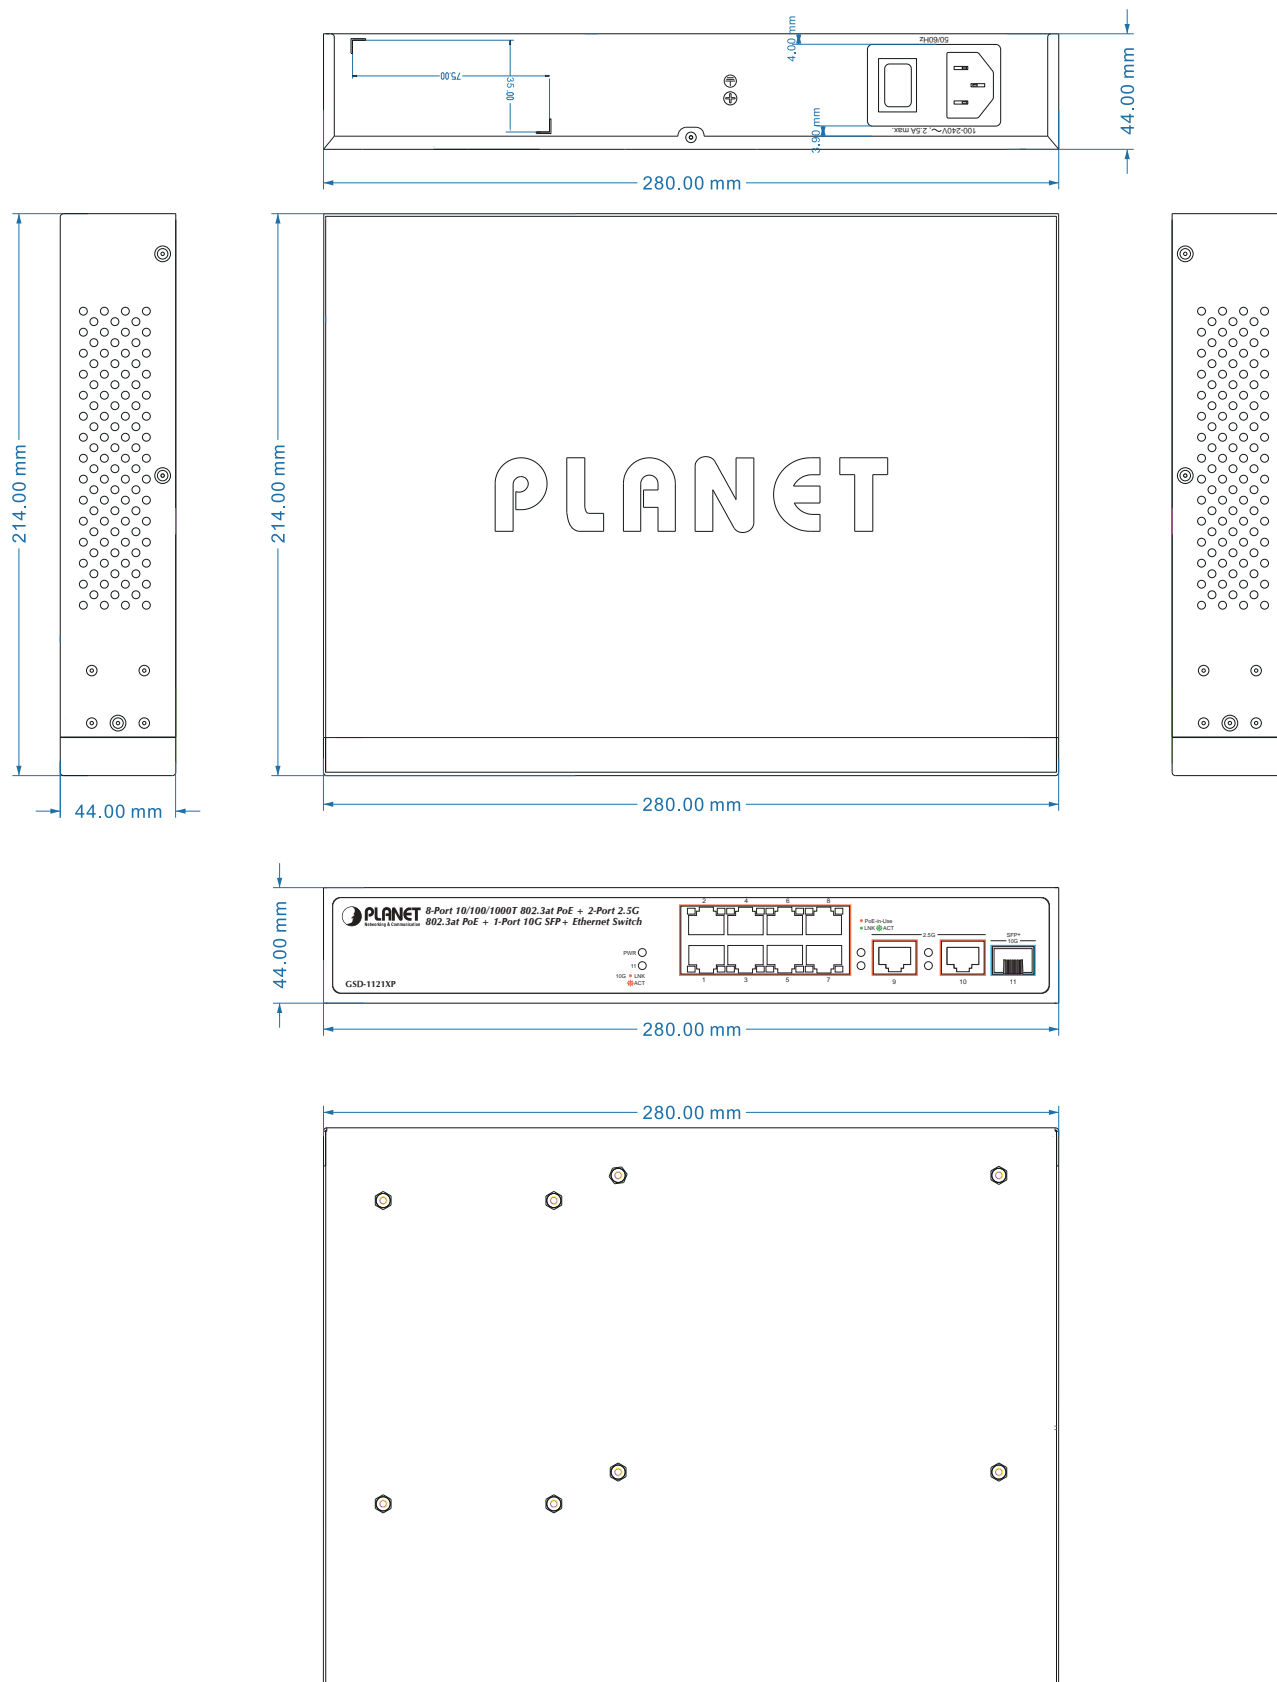 4.00 mm
50/60Hz
75.00
35.00
44.00 mm
100-240V~, 2.5A max.
3.90 mm
280.00 mm
214.00 mm
214.00 mm
PLANET
44.00 mm
280.00 mm
44.00 mm
PLANET
Networking & Communication
8-Port 10/100/1000T 802.3at PoE + 2-Port 2.5G
802.3at PoE + 1-Port 10G SFP+ Ethernet Switch
2 4 6 8
PoE-in-Use
LNK ACT
2.5G
SFP+
10G
PWR
11
10G LNK
ACT
GSD-1121XP
1 3 5 7 9 10 11
280.00 mm
280.00 mm